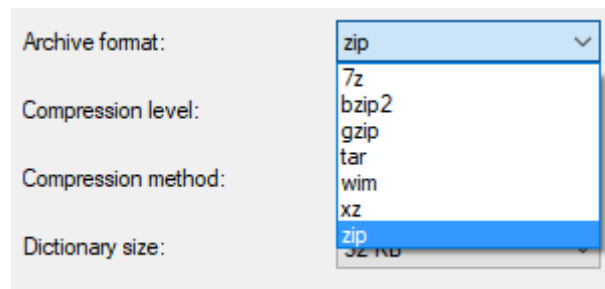 Archive format: zip
7z
bzip2
Compression level:
gzip
tar
Compression method:
wim
xz
zip
Dictionary size: